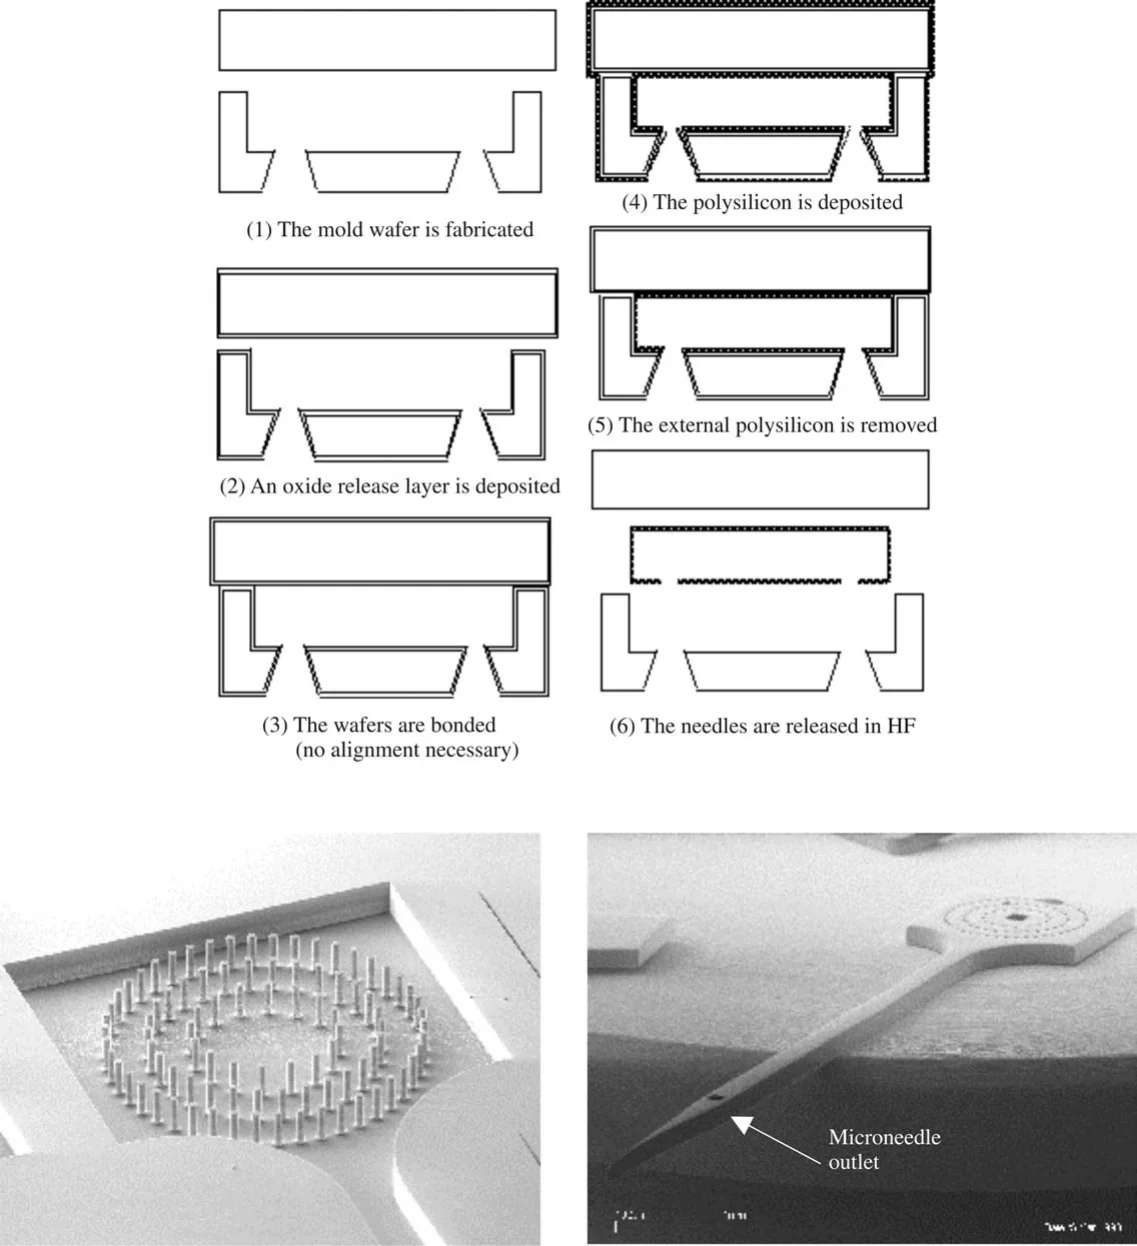 (1) The mold wafer is fabricated
(2) An oxide release layer is deposited
(3) The wafers are bonded
(no alignment necessary)
(4) The polysilicon is deposited
(5) The external polysilicon is removed
(6) The needles are released in HF
Microneedle
outlet